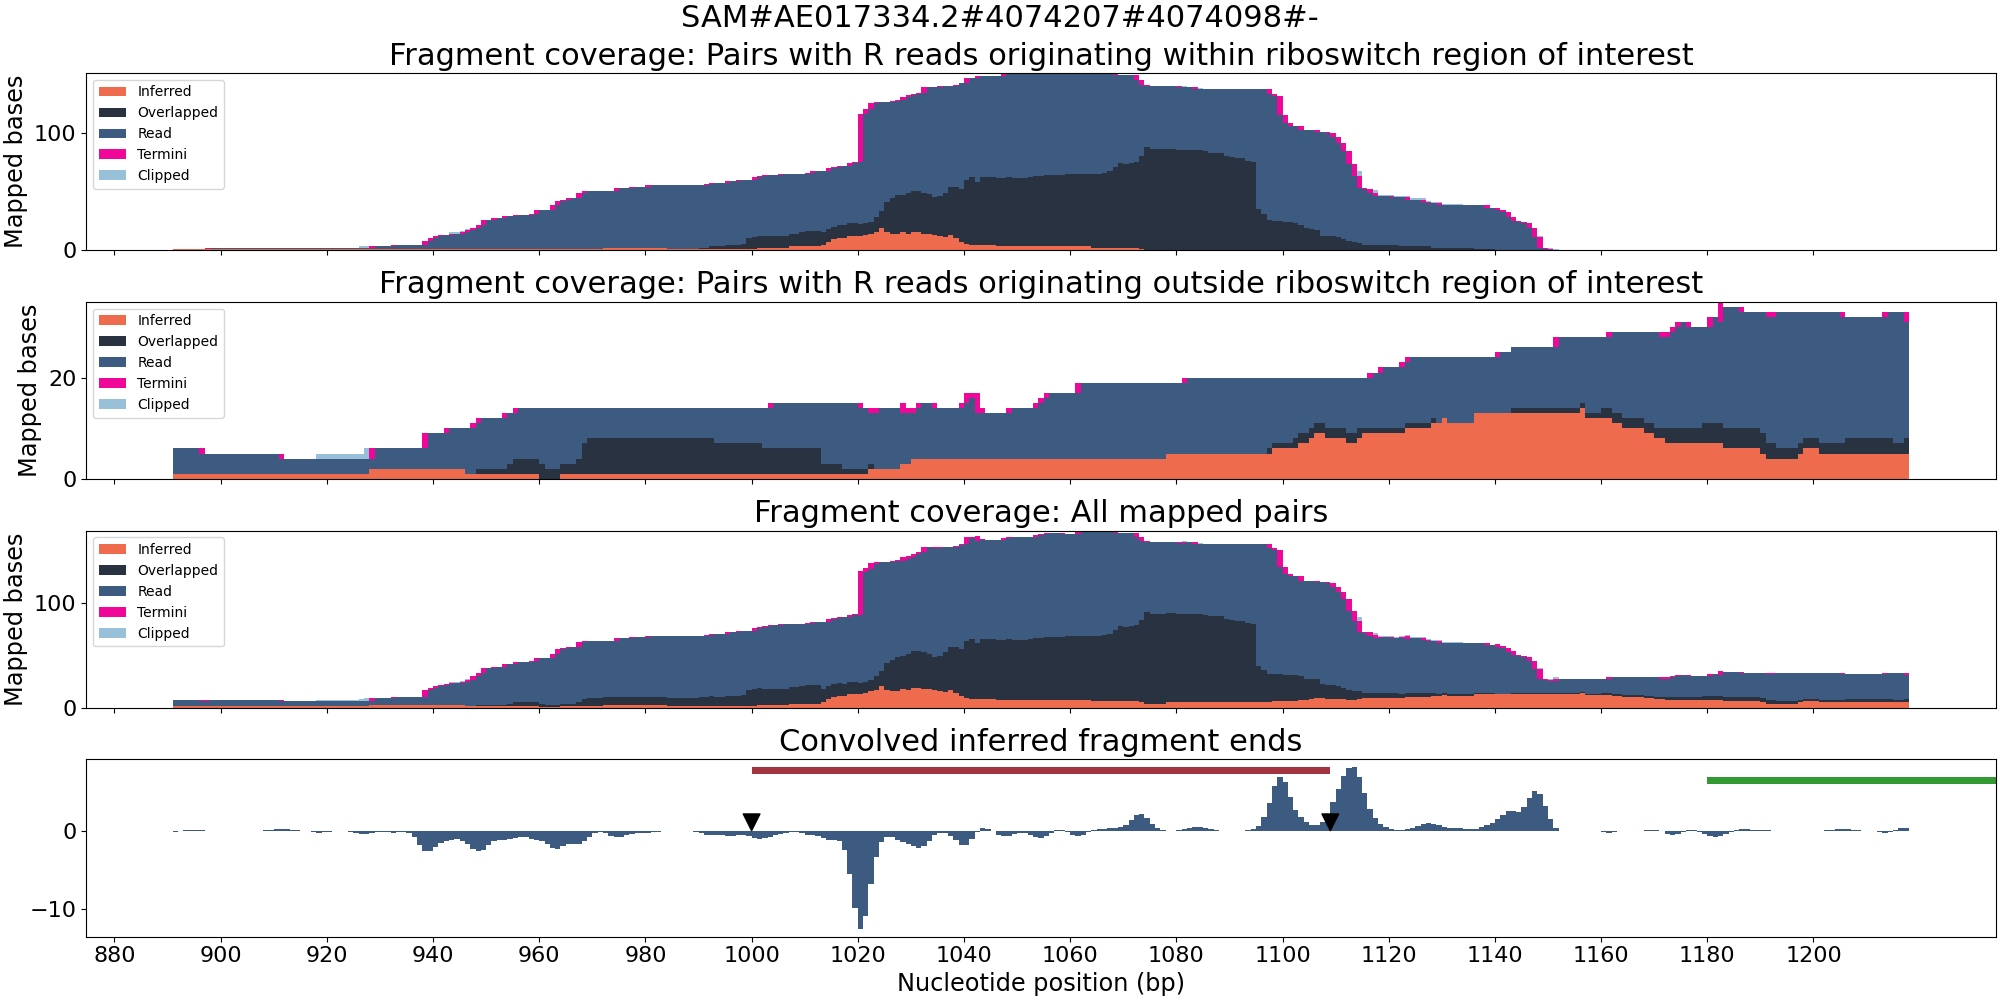 SAM#AE017334.2#4074207#4074098#-
Fragment coverage: Pairs with R reads originating within riboswitch region of interest
Mapped bases
100
0
Inferred
Overlapped
Read
Termini
Clipped
Fragment coverage: Pairs with R reads originating outside riboswitch region of interest
Mapped bases
20
0
Inferred
Overlapped
Read
Termini
Clipped
Fragment coverage: All mapped pairs
Mapped bases
100
0
Inferred
Overlapped
Read
Termini
Clipped
Convolved inferred fragment ends
0
−10
880 900 920 940 960 980 1000 1020 1040 1060 1080 1100 1120 1140 1160 1180 1200
Nucleotide position (bp)